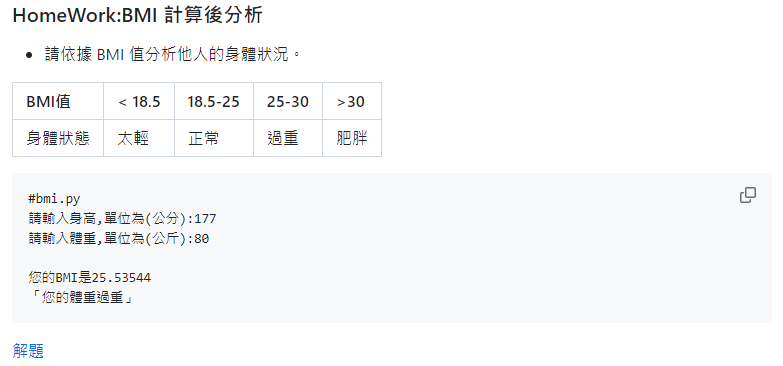 HomeWork:BMI 計算後分析
請依據 BMI 值分析他人的身體狀況。
BMI值 < 18.5 18.5-25 25-30 >30
身體狀態 太輕 正常 過重 肥胖
#bmi.py
請輸入身高,單位為(公分):177
請輸入體重,單位為(公斤):80
您的BMI是25.53544
「您的體重過重」
解題